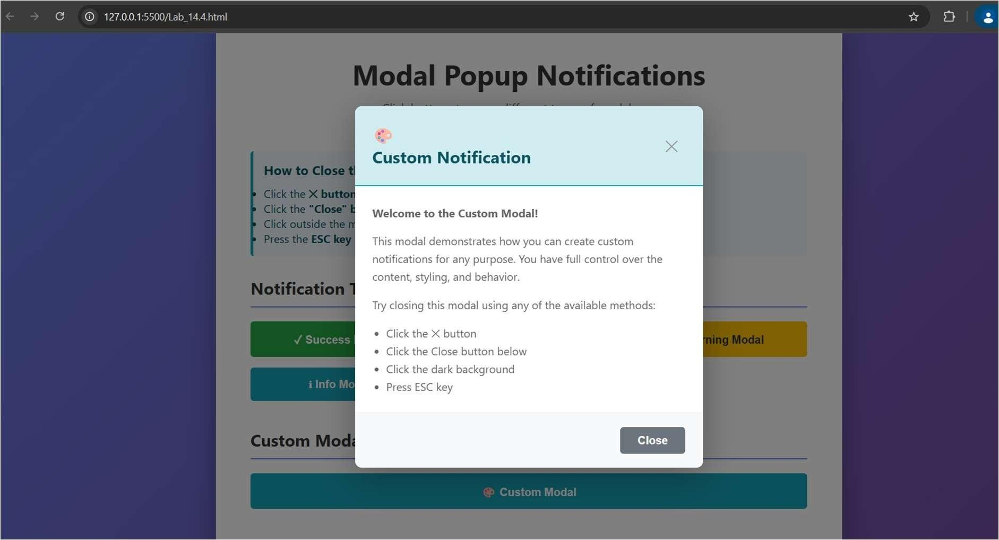 127.0.0.1:5500/Lab_14.4.html
Modal Popup Notifications
Custom Notification
How to Close
Click the ✕ button
Click the "Close"
Click outside the
Press the ESC key
Welcome to the Custom Modal!
This modal demonstrates how you can create custom
notifications for any purpose. You have full control over the
content, styling, and behavior.
Try closing this modal using any of the available methods:
• Click the ✕ button
• Click the Close button below
• Click the dark background
• Press ESC key
Close
Notification
✓ Success
rning Modal
ℹ Info Mo
Custom Moda
🎨 Custom Modal